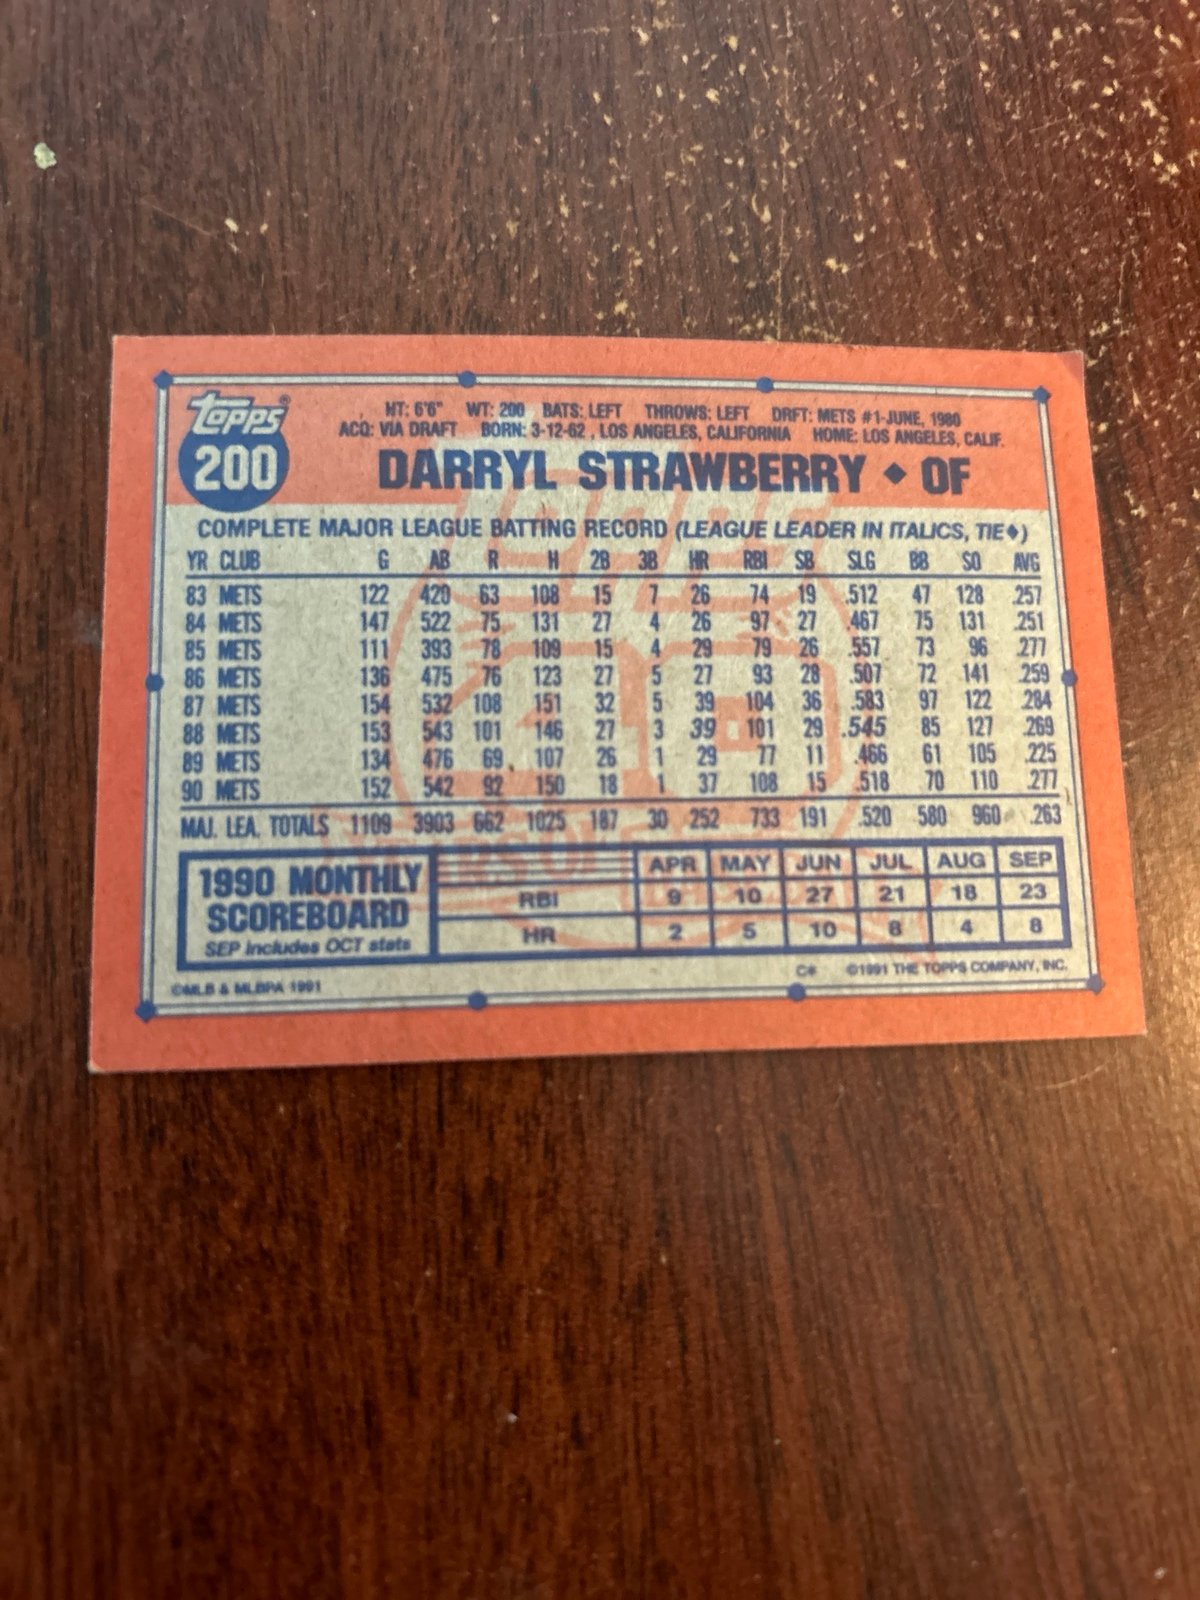 topps®
200
HT: 6'6" WT: 200 BATS: LEFT THROWS: LEFT DRFT: METS #1-JUNE, 1980
ACQ: VIA DRAFT BORN: 3-12-62 , LOS ANGELES, CALIFORNIA HOME: LOS ANGELES, CALIF.
DARRYL STRAWBERRY ◆ OF
COMPLETE MAJOR LEAGUE BATTING RECORD (LEAGUE LEADER IN ITALICS, TIE◆)
YR CLUB G AB R H 2B 3B HR RBI SB SLG BB SO AVG
83 METS 122 420 63 108 15 7 26 74 19 .512 47 128 .257
84 METS 147 522 75 131 27 4 26 97 27 .467 75 131 .251
85 METS 111 393 78 109 15 4 29 79 26 .557 73 96 .277
86 METS 136 475 76 123 27 5 27 93 28 .507 72 141 .259
87 METS 154 532 108 151 32 5 39 104 36 .583 97 122 .284
88 METS 153 543 101 146 27 3 39 101 29 .545 85 127 .269
89 METS 134 476 69 107 26 1 29 77 11 .466 61 105 .225
90 METS 152 542 92 150 18 1 37 108 15 .518 70 110 .277
MAJ. LEA. TOTALS 1109 3903 662 1025 187 30 252 733 191 .520 580 960 .263
1990 MONTHLY
SCOREBOARD
SEP includes OCT stats
APR MAY JUN JUL AUG SEP
RBI 9 10 27 21 18 23
HR 2 5 10 8 4 8
©MLB & MLBPA 1991
C* ©1991 THE TOPPS COMPANY, INC.
topps
40
YEARS OF